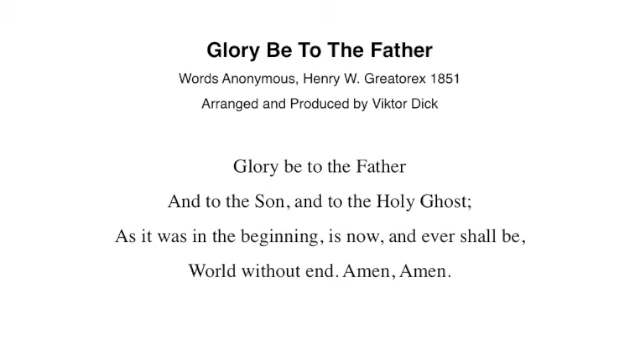 Glory Be To The Father
Words Anonymous, Henry W. Greatorex 1851
Arranged and Produced by Viktor Dick
Glory be to the Father
And to the Son, and to the Holy Ghost;
As it was in the beginning, is now, and ever shall be,
World without end. Amen, Amen.